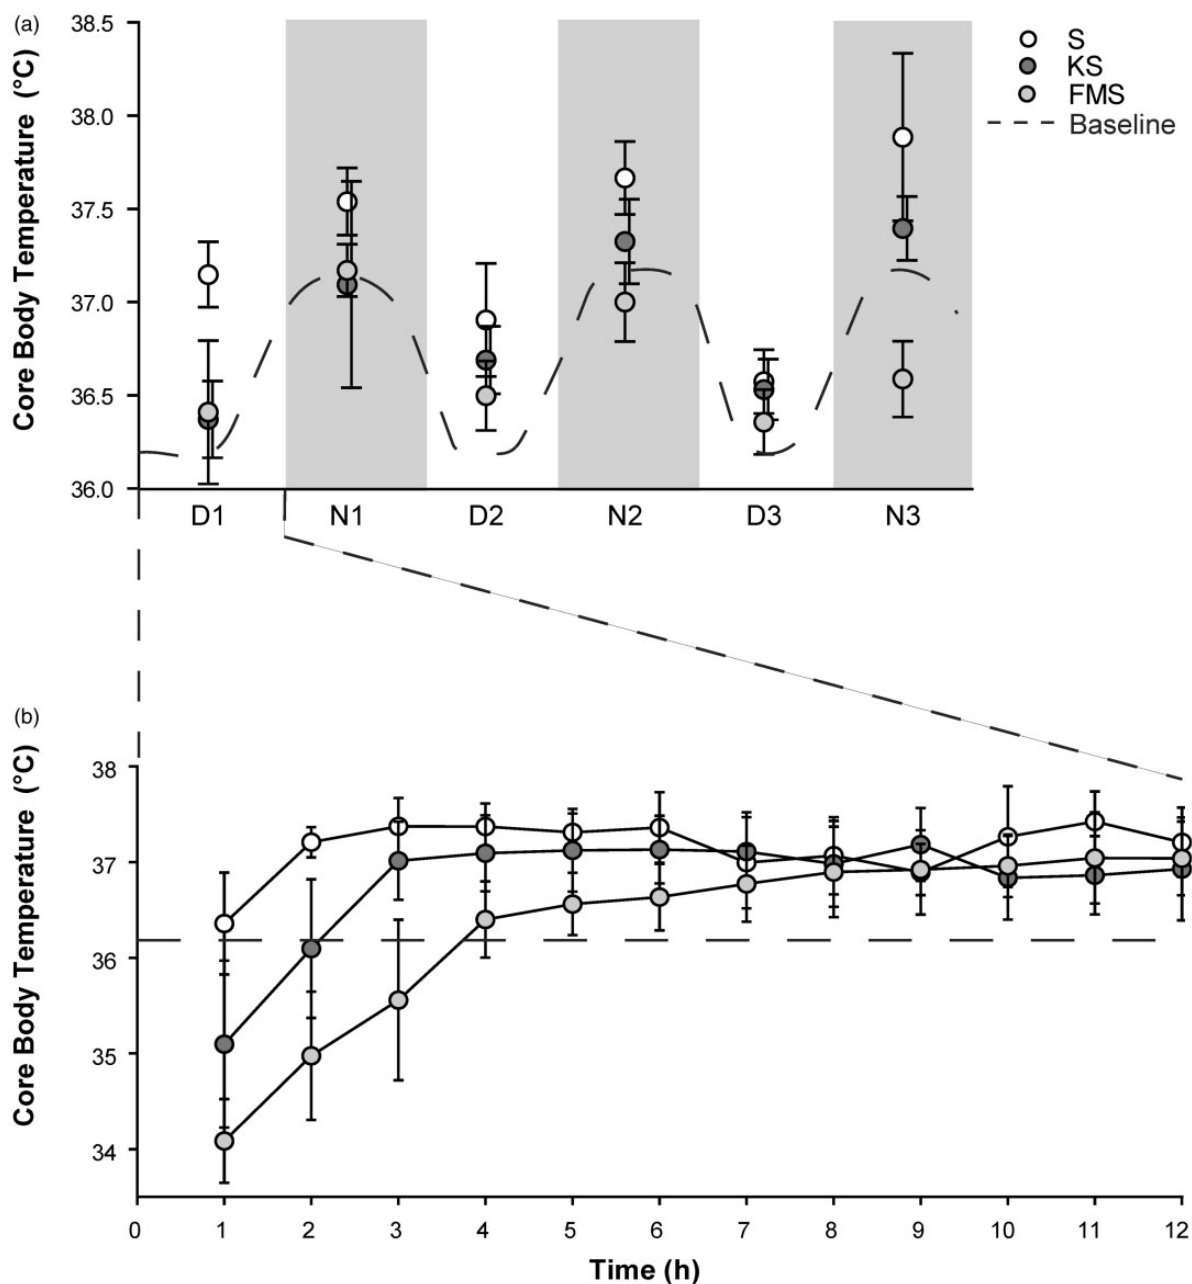 (a)
38.5
38.0
37.5
37.0
36.5
36.0
Core Body Temperature (°C)
S
KS
FMS
Baseline
D1 N1 D2 N2 D3 N3
(b)
38
37
36
35
34
Core Body Temperature (°C)
0 1 2 3 4 5 6 7 8 9 10 11 12
Time (h)